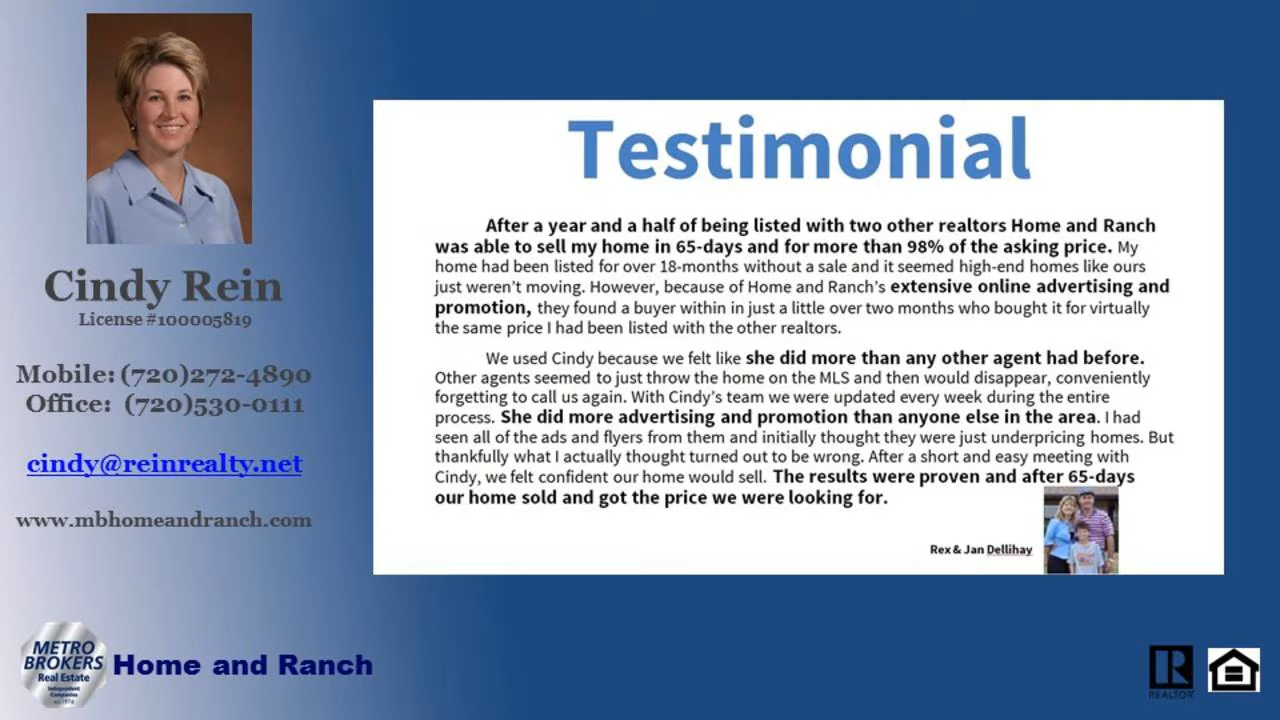 Cindy Rein
License #100005819
Mobile: (720)272-4890
Office: (720)530-0111
cindy@reinrealty.net
www.mbhomeandranch.com
Testimonial
After a year and a half of being listed with two other realtors Home and Ranch
was able to sell my home in 65-days and for more than 98% of the asking price. My
home had been listed for over 18-months without a sale and it seemed high-end homes like ours
just weren’t moving. However, because of Home and Ranch’s extensive online advertising and
promotion, they found a buyer within in just a little over two months who bought it for virtually
the same price I had been listed with the other realtors.
We used Cindy because we felt like she did more than any other agent had before.
Other agents seemed to just throw the home on the MLS and then would disappear, conveniently
forgetting to call us again. With Cindy’s team we were updated every week during the entire
process. She did more advertising and promotion than anyone else in the area. I had
seen all of the ads and flyers from them and initially thought they were just underpricing homes. But
thankfully what I actually thought turned out to be wrong. After a short and easy meeting with
Cindy, we felt confident our home would sell. The results were proven and after 65-days
our home sold and got the price we were looking for.
Rex & Jan Dellihay
METRO
BROKERS
Real Estate
Independent
Companies
Home and Ranch
REALTOR